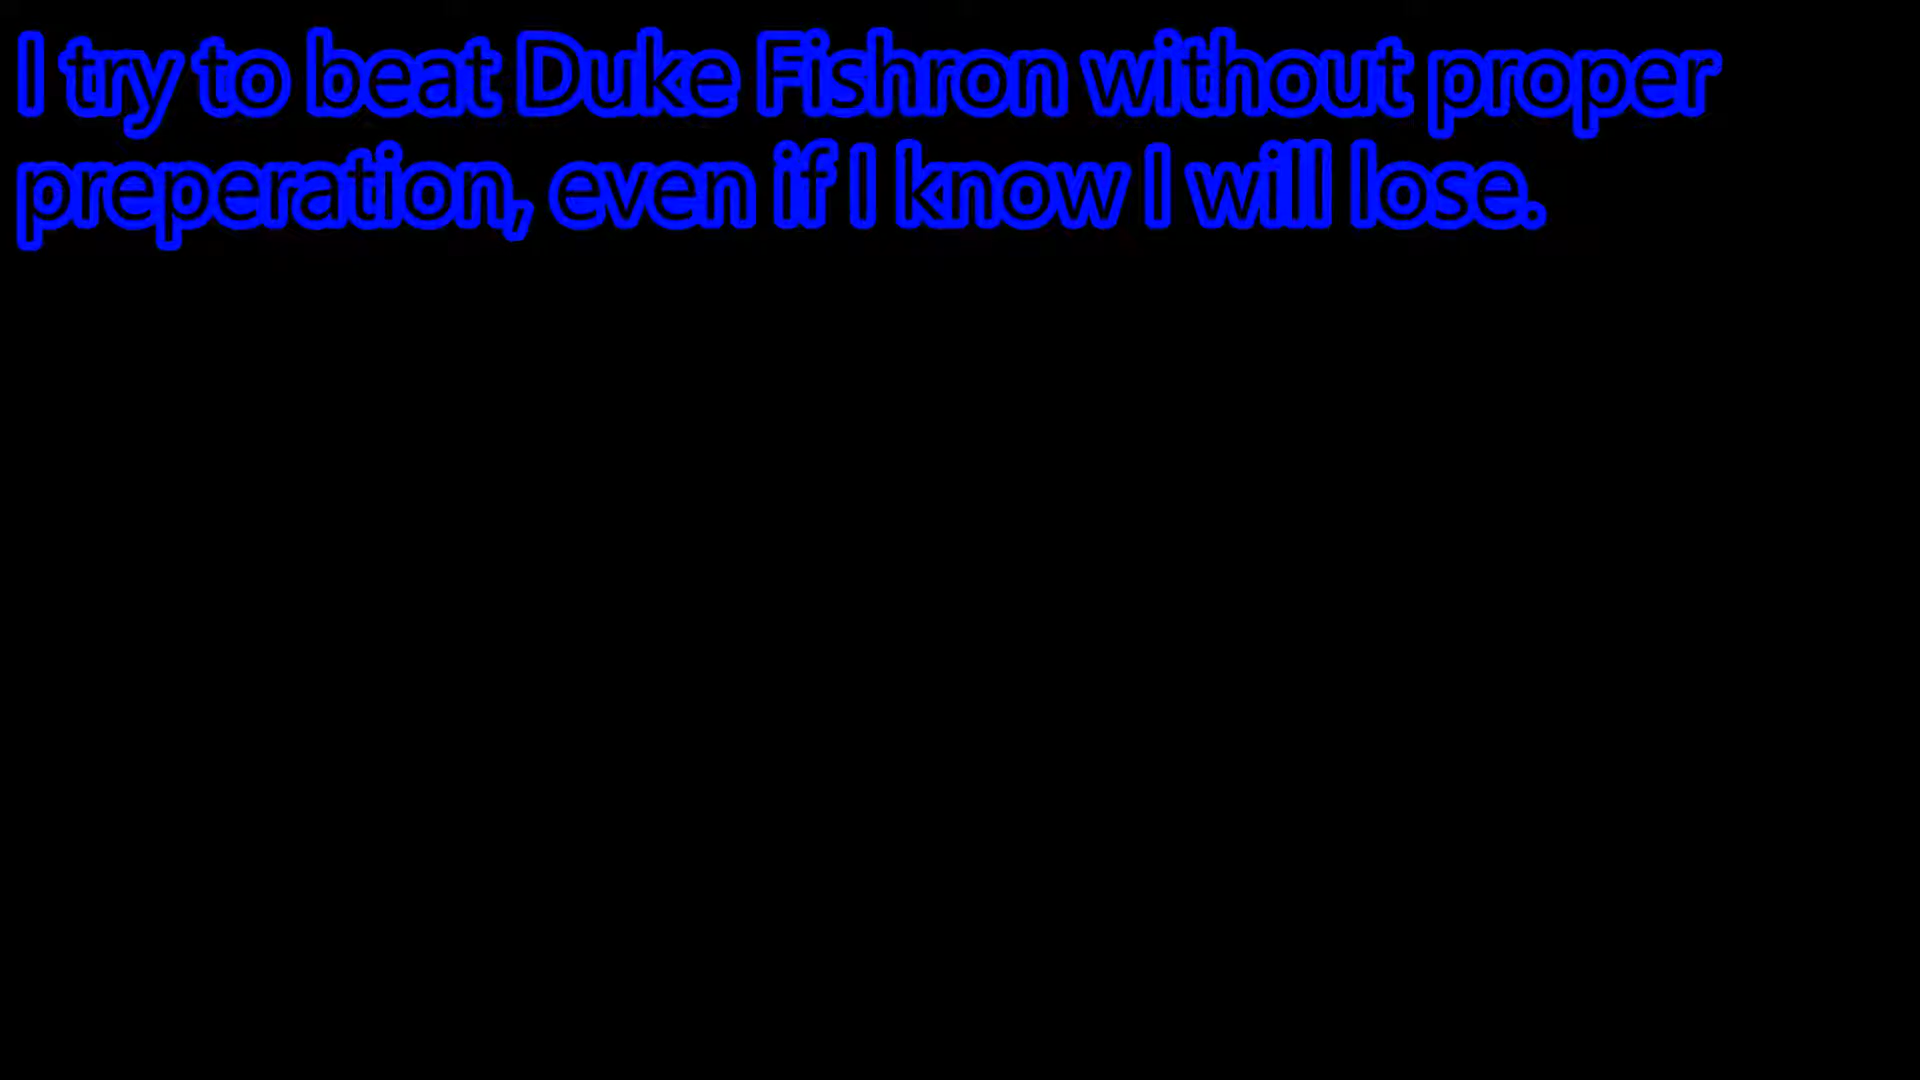 I try to beat Duke Fishron without proper
preperation, even if I know I will lose.